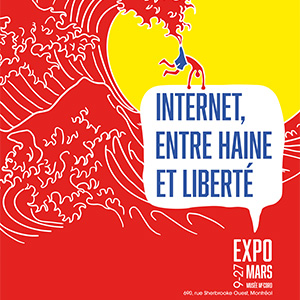 INTERNET,
ENTRE HAINE
ET LIBERTÉ
EXPO
9-27 MARS
MUSÉE McCORD
690, rue Sherbrooke Ouest, Montréal